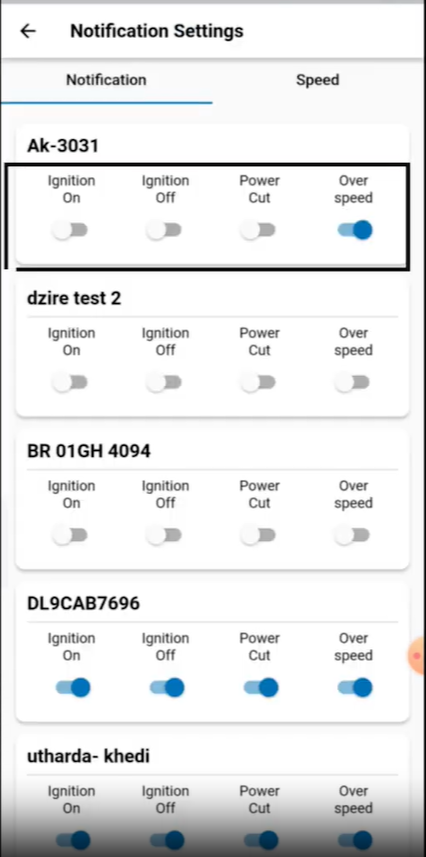 Notification Settings
Notification Speed
Ak-3031
Ignition Ignition Power Over
On Off Cut speed
dzire test 2
Ignition Ignition Power Over
On Off Cut speed
BR 01GH 4094
Ignition Ignition Power Over
On Off Cut speed
DL9CAB7696
Ignition Ignition Power Over
On Off Cut speed
utharda- khedi
Ignition Ignition Power Over
On Off Cut speed